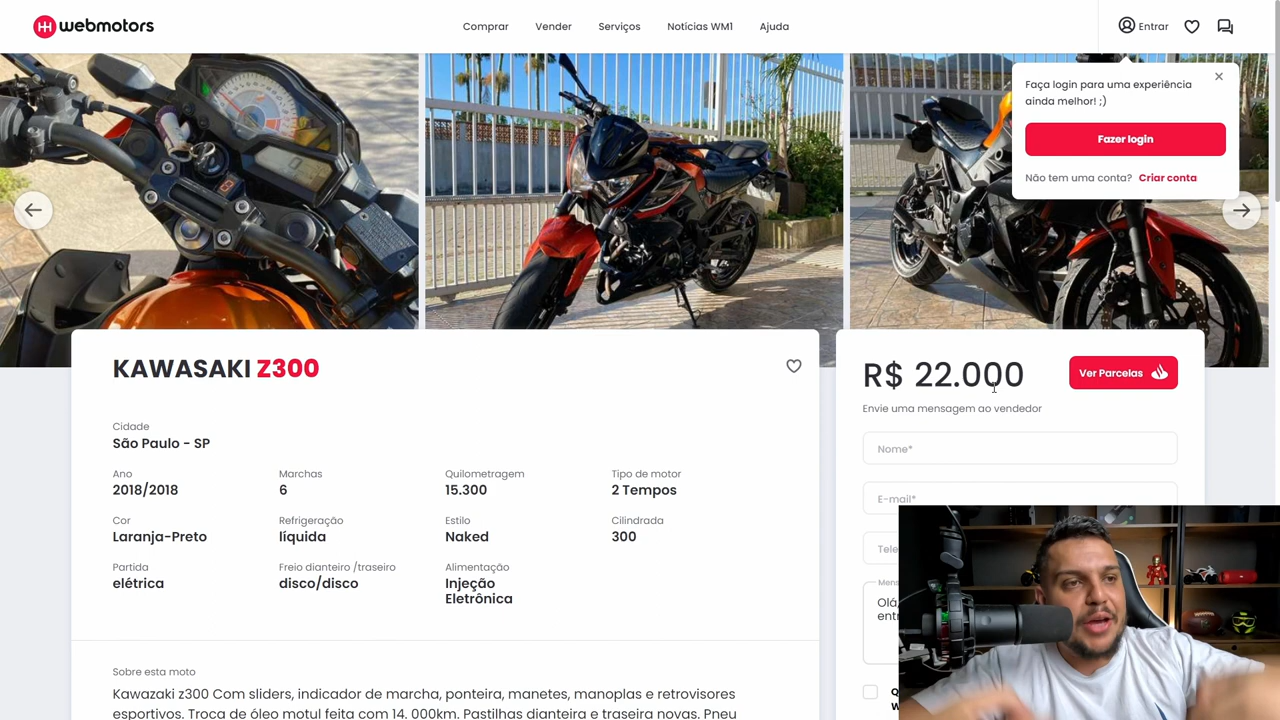 webmotors
Comprar Vender Serviços Notícias WM1 Ajuda
Entrar
Faça login para uma experiência
ainda melhor! ;)
Fazer login
Não tem uma conta? Criar conta
KAWASAKI Z300
Cidade
São Paulo - SP
Ano Marchas Quilometragem Tipo de motor
2018/2018 6 15.300 2 Tempos
Cor Refrigeração Estilo Cilindrada
Laranja-Preto líquida Naked 300
Partida Freio dianteiro /traseiro Alimentação
elétrica disco/disco Injeção
Eletrônica
Sobre esta moto
Kawazaki z300 Com sliders, indicador de marcha, ponteira, manetes, manoplas e retrovisores
esportivos. Troca de óleo motul feita com 14. 000km. Pastilhas dianteira e traseira novas. Pneu
R$ 22.000
Ver Parcelas
Envie uma mensagem ao vendedor
Nome*
E-mail*
Tele
Mens
Olá,
entr